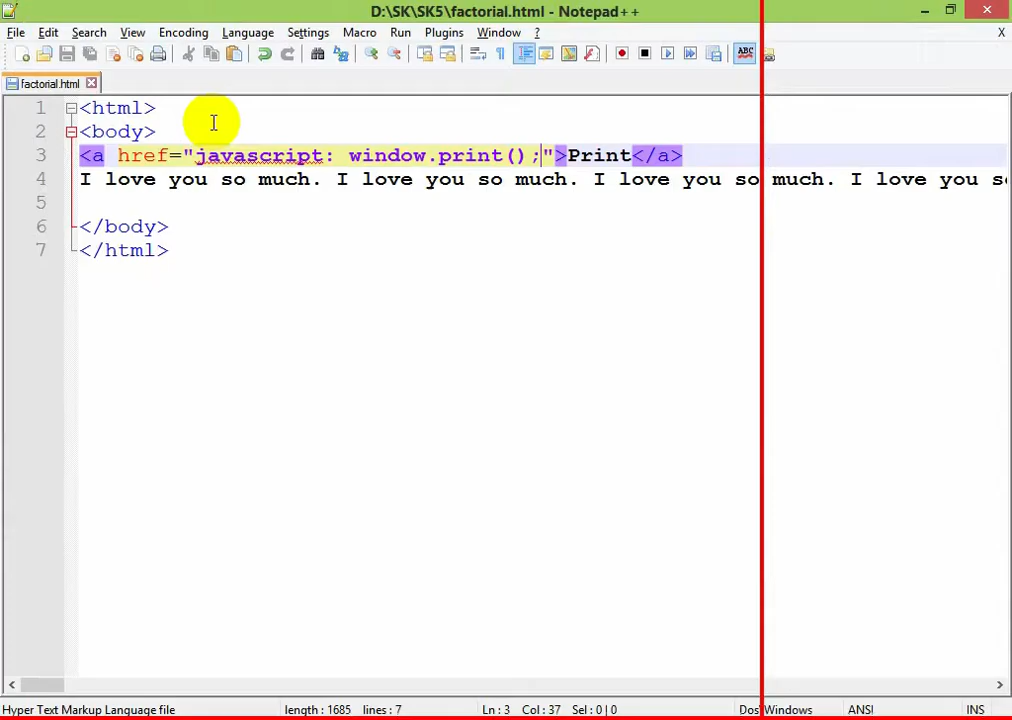 D:\SK\SK5\factorial.html - Notepad++
File Edit Search View Encoding Language Settings Macro Run Plugins Window ? X
ABC
factorial.html
1 <html>
2 <body>
3 <a href="javascript: window.print();">Print</a>
4 I love you so much. I love you so much. I love you so much. I love you so
5
6 </body>
7 </html>
Hyper Text Markup Language file length : 1685 lines : 7 Ln : 3 Col : 37 Sel : 0 | 0 Dos\Windows ANSI INS